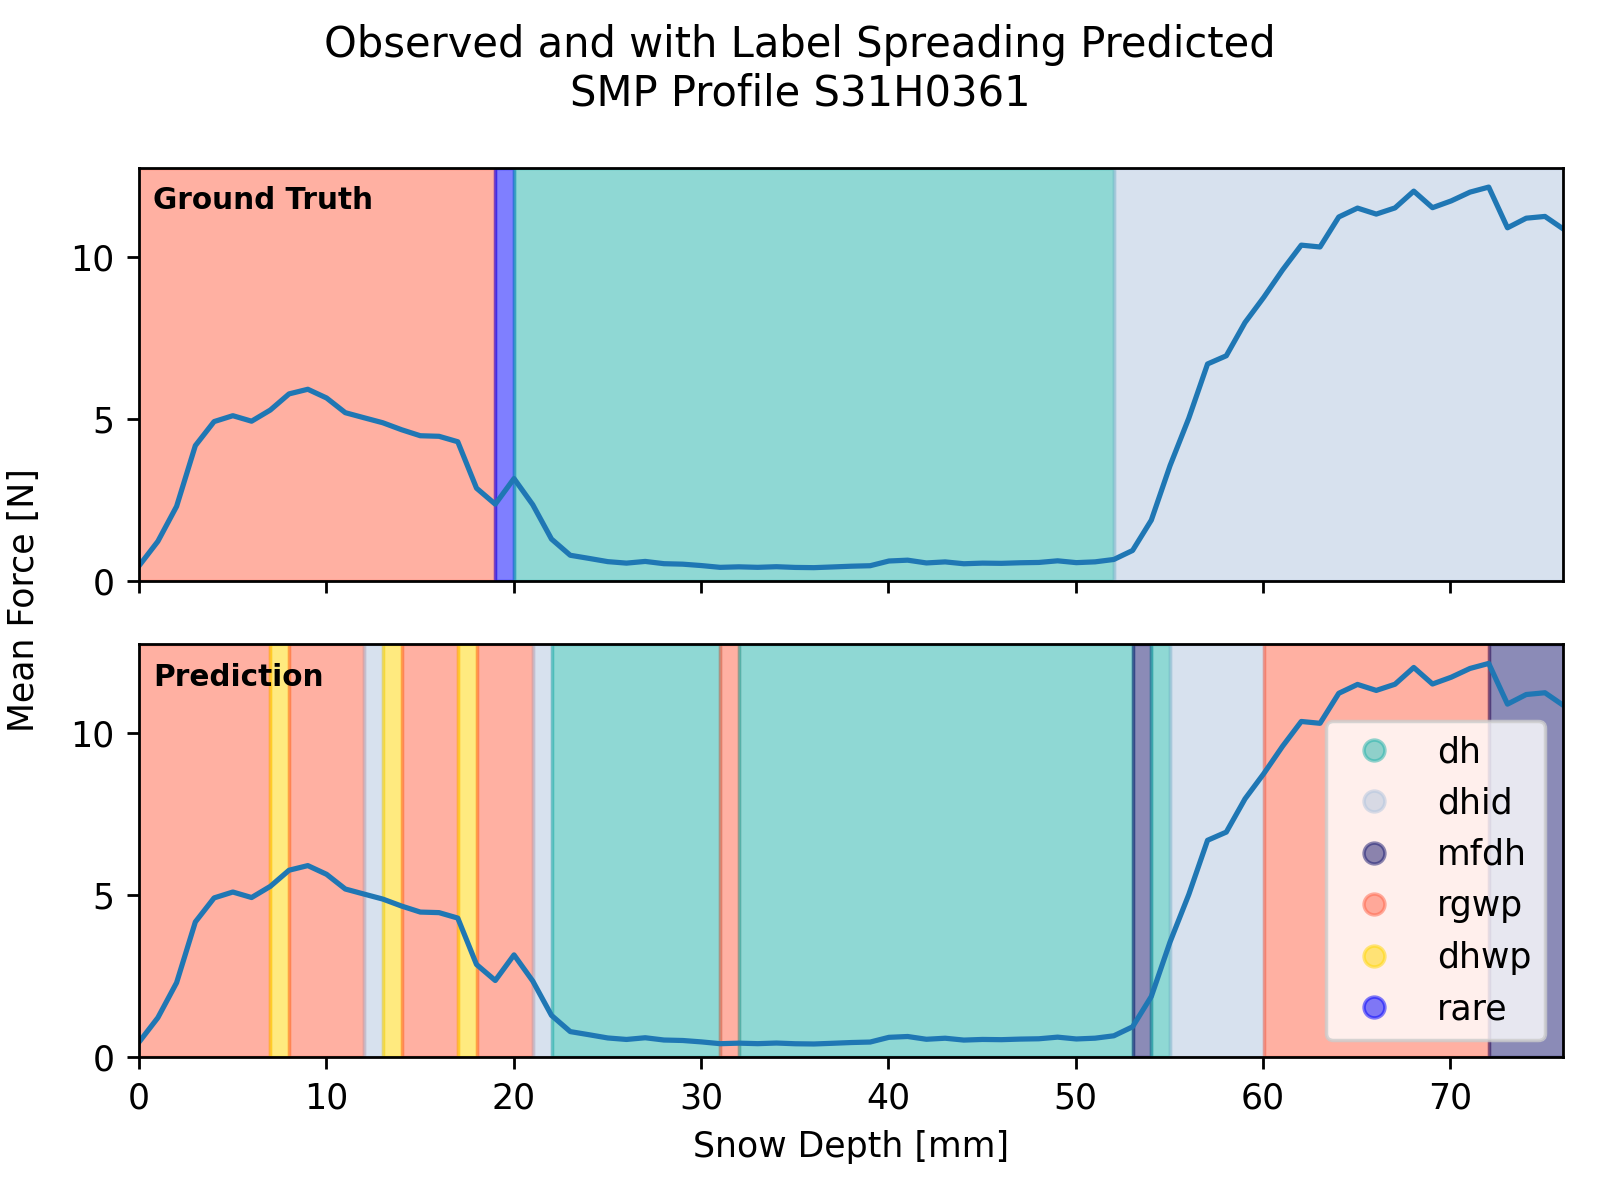 Observed and with Label Spreading Predicted
SMP Profile S31H0361
Ground Truth
10
5
0
Mean Force [N]
Prediction
10
5
0
dh
dhid
mfdh
rgwp
dhwp
rare
0 10 20 30 40 50 60 70
Snow Depth [mm]